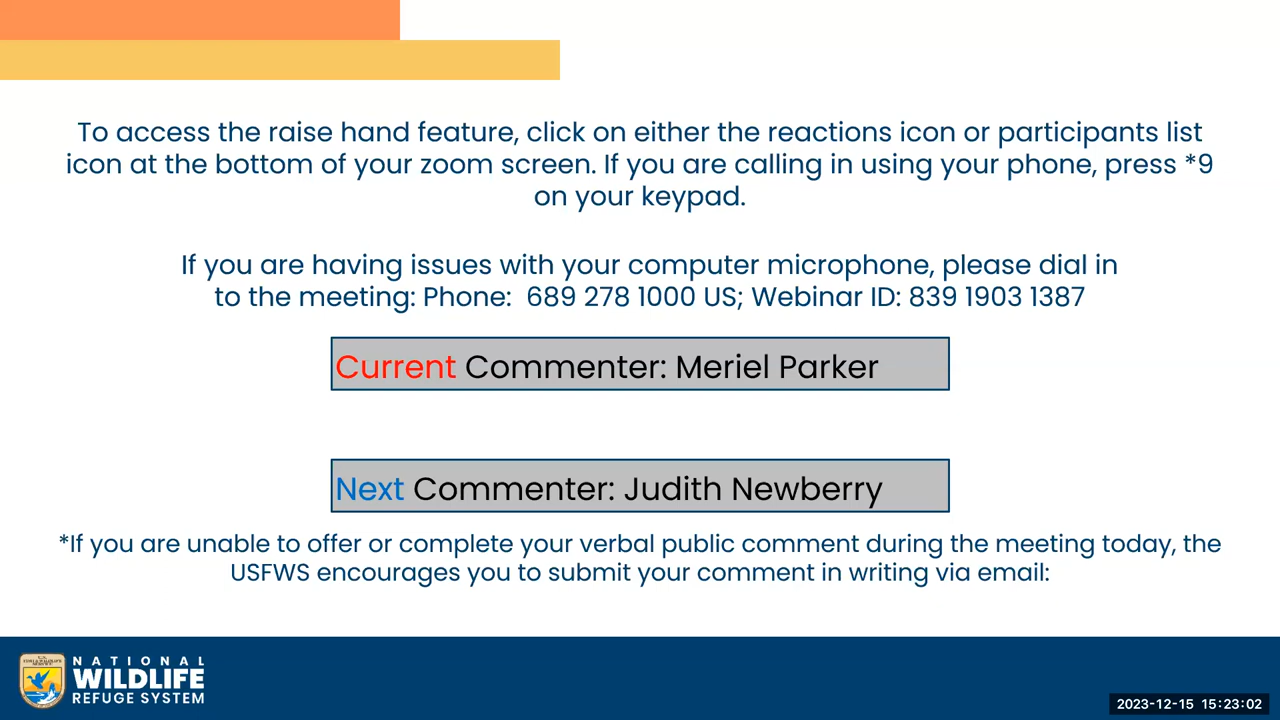 To access the raise hand feature, click on either the reactions icon or participants list
icon at the bottom of your zoom screen. If you are calling in using your phone, press *9
on your keypad.
If you are having issues with your computer microphone, please dial in
to the meeting: Phone: 689 278 1000 US; Webinar ID: 839 1903 1387
Current Commenter: Meriel Parker
Next Commenter: Judith Newberry
*If you are unable to offer or complete your verbal public comment during the meeting today, the
USFWS encourages you to submit your comment in writing via email:
NATIONAL
WILDLIFE
REFUGE SYSTEM
2023-12-15 15:23:02